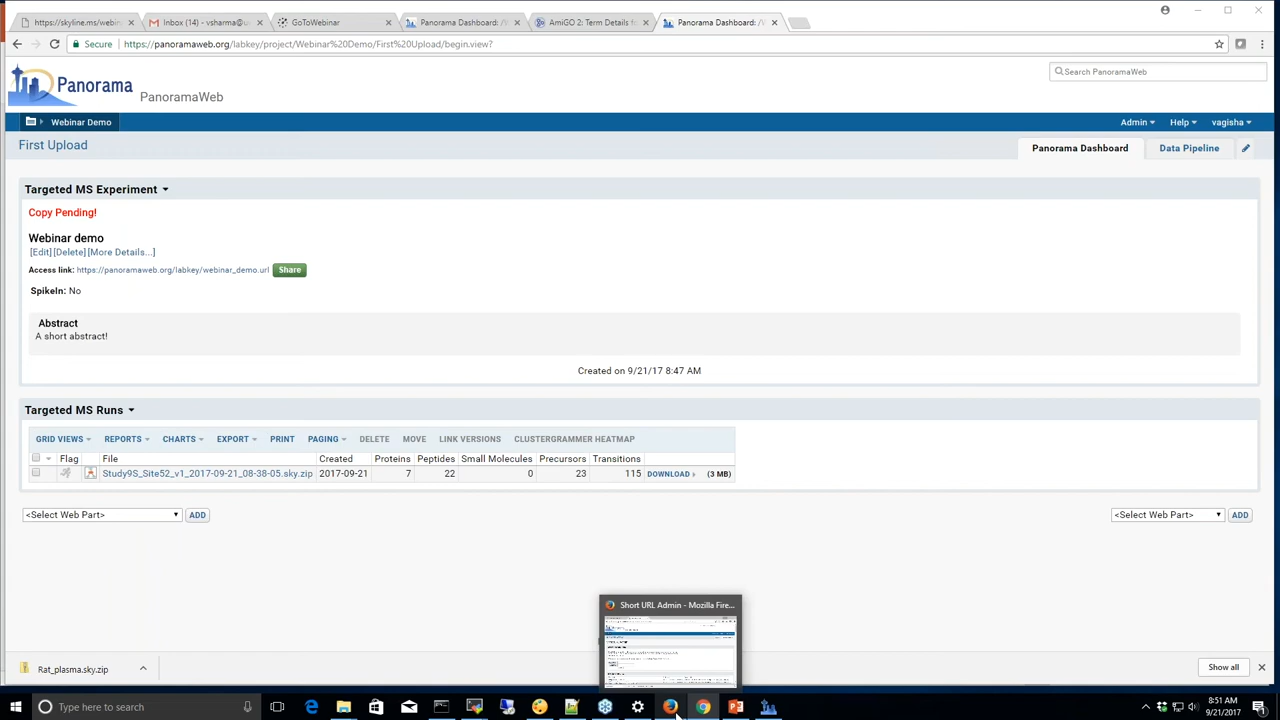 https://skyline.ms/webin
Inbox (14) - vsharma@u
GoToWebinar
Panorama Dashboard: /
AmiGO 2: Term Details fo
Panorama Dashboard: /W
Secure
https://panoramaweb.org/labkey/project/Webinar%20Demo/First%20Upload/begin.view?
Panorama
PanoramaWeb
Search PanoramaWeb
Webinar Demo
Admin
Help
vagisha
First Upload
Panorama Dashboard
Data Pipeline
Targeted MS Experiment
Copy Pending!
Webinar demo
[Edit] [Delete] [More Details...]
Access link: https://panoramaweb.org/labkey/webinar_demo.url Share
SpikeIn: No
Abstract
A short abstract!
Created on 9/21/17 8:47 AM
Targeted MS Runs
GRID VIEWS REPORTS CHARTS EXPORT PRINT PAGING DELETE MOVE LINK VERSIONS CLUSTERGRAMMER HEATMAP
Flag File Created Proteins Peptides Small Molecules Precursors Transitions
Study9S_Site52_v1_2017-09-21_08-38-05.sky.zip 2017-09-21 7 22 0 23 115 DOWNLOAD (3 MB)
<Select Web Part> ADD
<Select Web Part> ADD
Short URL Admin - Mozilla Fire...
Rat_plasma.sky.zip
Show all
Type here to search
8:51 AM
9/21/2017